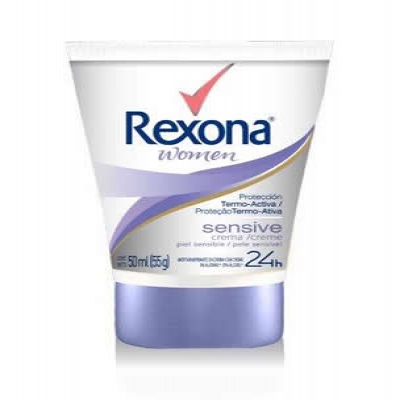 Rexona
Women
Protección
Termo-Activa /
Proteção Termo-Ativa
sensive
crema / creme
piel sensible / pele sensível
50 ml (55g)
24h